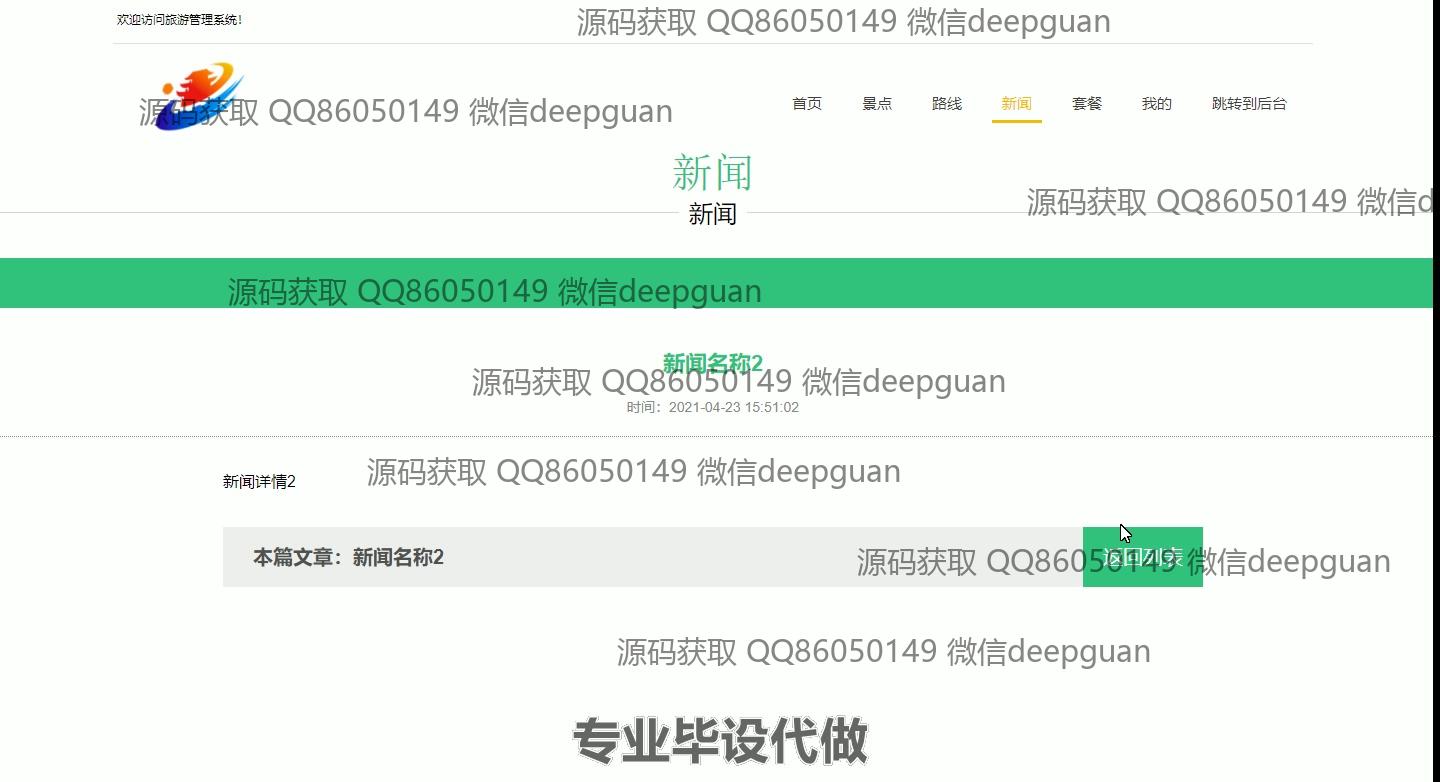 欢迎访问旅游管理系统!
源码获取 QQ86050149 微信deepguan
源码获取 QQ86050149 微信deepguan
首页 景点 路线 新闻 套餐 我的 跳转到后台
新闻
源码获取 QQ86050149 微信d
新闻
源码获取 QQ86050149 微信deepguan
新闻名称2
源码获取 QQ86050149 微信deepguan
时间：2021-04-23 15:51:02
源码获取 QQ86050149 微信deepguan
新闻详情2
本篇文章：新闻名称2
返回列表
源码获取 QQ86050149 微信deepguan
源码获取 QQ86050149 微信deepguan
专业毕设代做